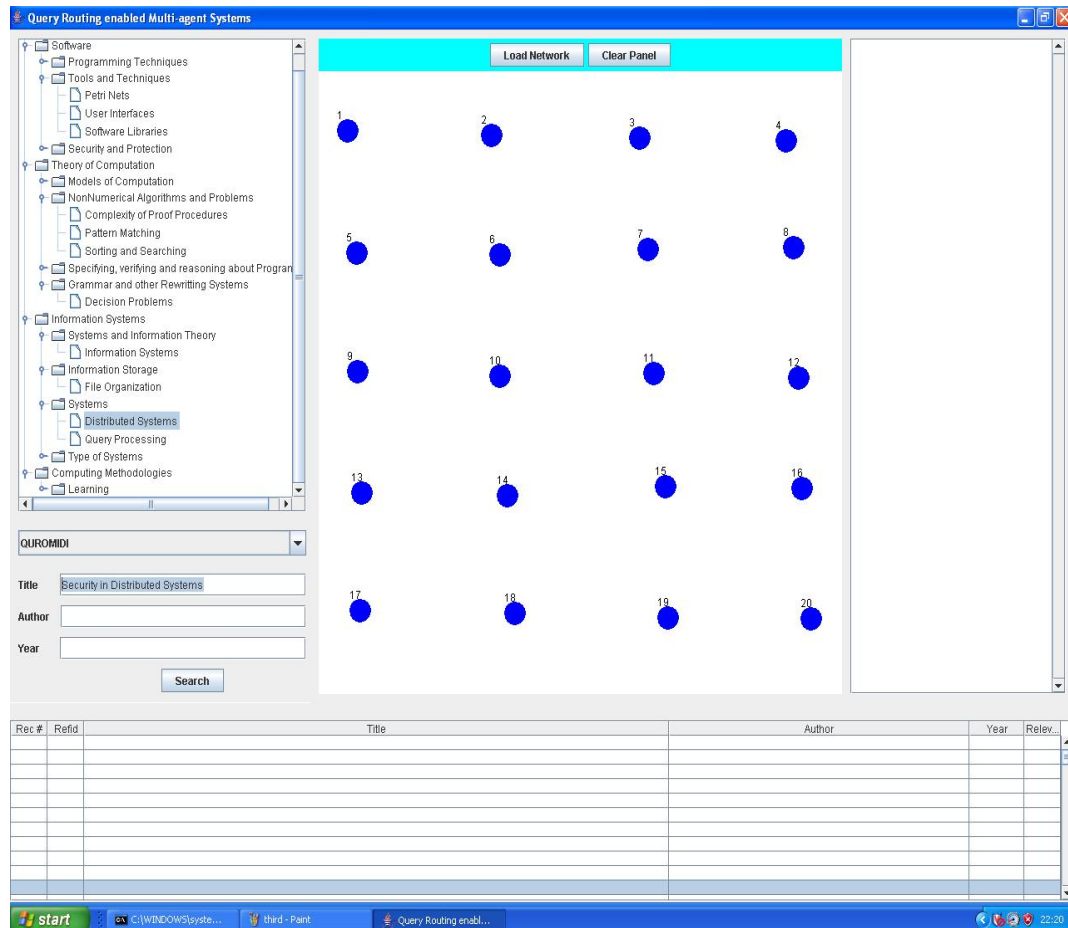 Query Routing enabled Multi-agent Systems
Software
Programming Techniques
Tools and Techniques
Petri Nets
User Interfaces
Software Libraries
Security and Protection
Theory of Computation
Models of Computation
NonNumerical Algorithms and Problems
Complexity of Proof Procedures
Pattern Matching
Sorting and Searching
Specifying, verifying and reasoning about Progran
Grammar and other Rewritting Systems
Decision Problems
Information Systems
Systems and Information Theory
Information Systems
Information Storage
File Organization
Systems
Distributed Systems
Query Processing
Type of Systems
Computing Methodologies
Learning
QUROMIDI
Title Security in Distributed Systems
Author
Year
Search
Load Network Clear Panel
1 2 3 4
5 6 7 8
9 10 11 12
13 14 15 16
17 18 19 20
Rec # Refid Title Author Year Relev...
start C:\WINDOWS\syste... third - Paint Query Routing enabl... 22:20